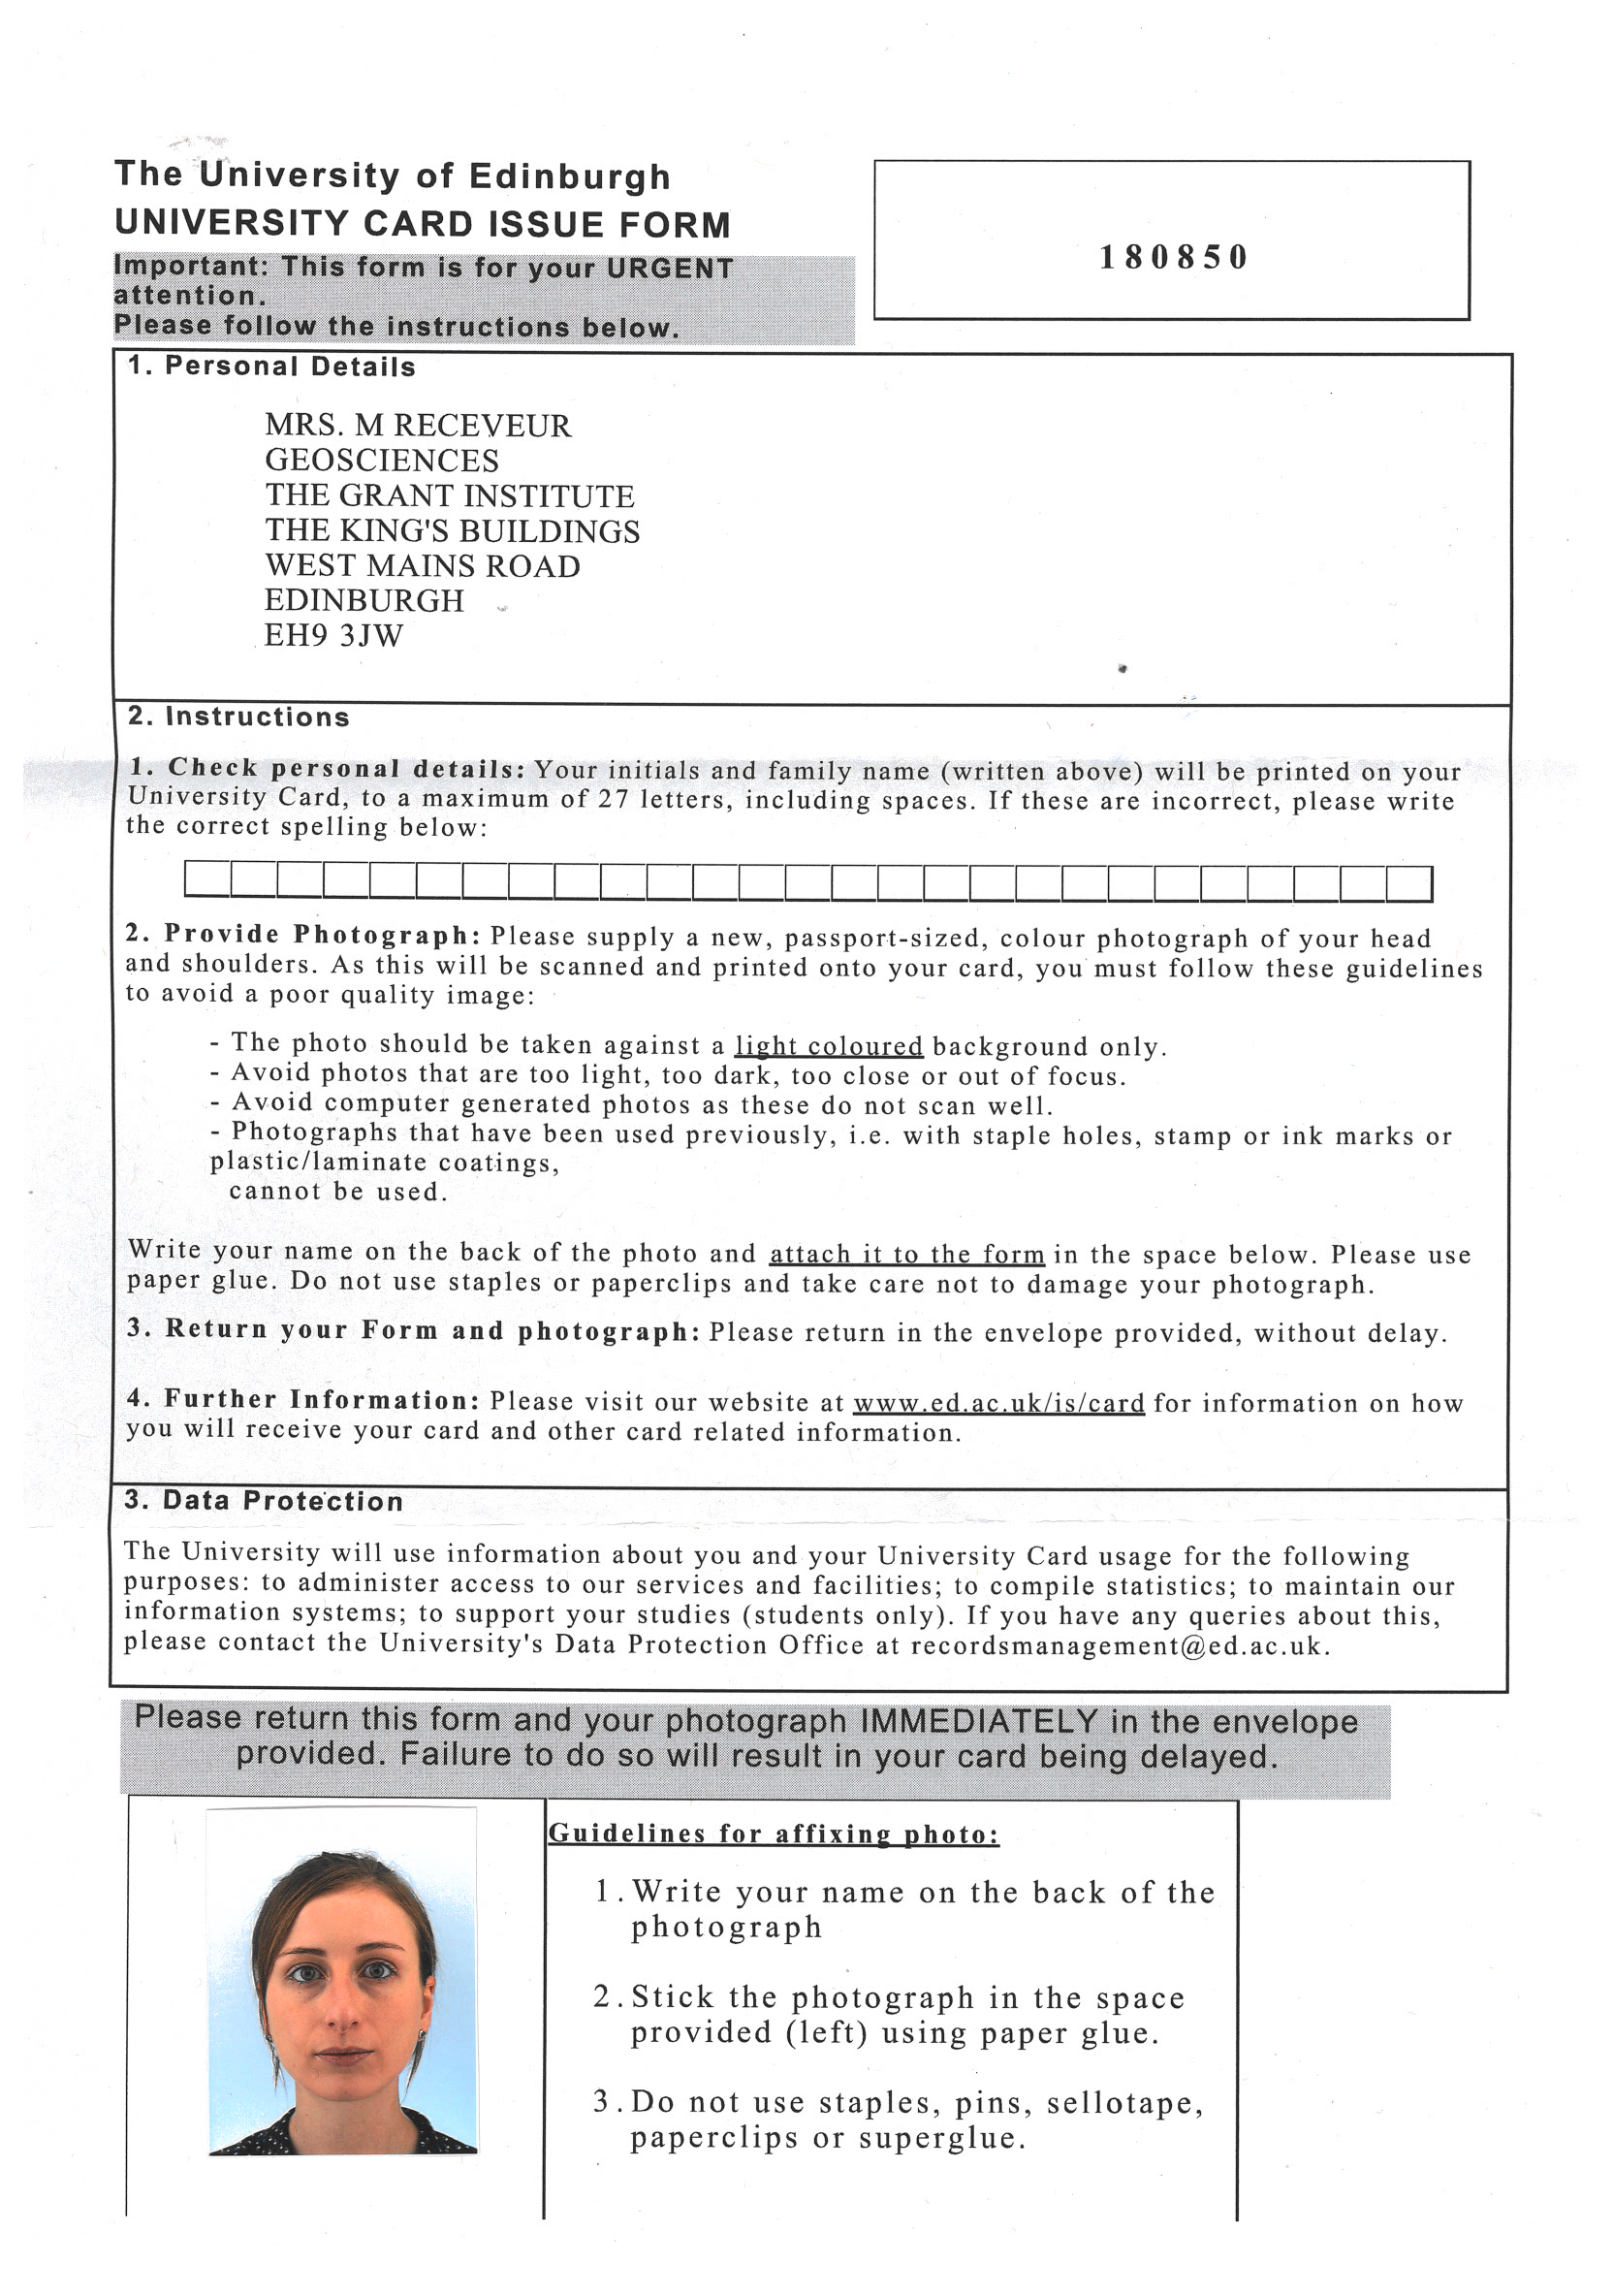 The University of Edinburgh
UNIVERSITY CARD ISSUE FORM
Important: This form is for your URGENT
attention.
Please follow the instructions below.
180850
1. Personal Details
MRS. M RECEVEUR
GEOSCIENCES
THE GRANT INSTITUTE
THE KING'S BUILDINGS
WEST MAINS ROAD
EDINBURGH
EH9 3JW
2. Instructions
1. Check personal details: Your initials and family name (written above) will be printed on your
University Card, to a maximum of 27 letters, including spaces. If these are incorrect, please write
the correct spelling below:
2. Provide Photograph: Please supply a new, passport-sized, colour photograph of your head
and shoulders. As this will be scanned and printed onto your card, you must follow these guidelines
to avoid a poor quality image:
- The photo should be taken against a light coloured background only.
- Avoid photos that are too light, too dark, too close or out of focus.
- Avoid computer generated photos as these do not scan well.
- Photographs that have been used previously, i.e. with staple holes, stamp or ink marks or
plastic/laminate coatings,
cannot be used.
Write your name on the back of the photo and attach it to the form in the space below. Please use
paper glue. Do not use staples or paperclips and take care not to damage your photograph.
3. Return your Form and photograph: Please return in the envelope provided, without delay.
4. Further Information: Please visit our website at www.ed.ac.uk/is/card for information on how
you will receive your card and other card related information.
3. Data Protection
The University will use information about you and your University Card usage for the following
purposes: to administer access to our services and facilities; to compile statistics; to maintain our
information systems; to support your studies (students only). If you have any queries about this,
please contact the University's Data Protection Office at recordsmanagement@ed.ac.uk.
Please return this form and your photograph IMMEDIATELY in the envelope
provided. Failure to do so will result in your card being delayed.
Guidelines for affixing photo:
1. Write your name on the back of the
photograph
2. Stick the photograph in the space
provided (left) using paper glue.
3. Do not use staples, pins, sellotape,
paperclips or superglue.